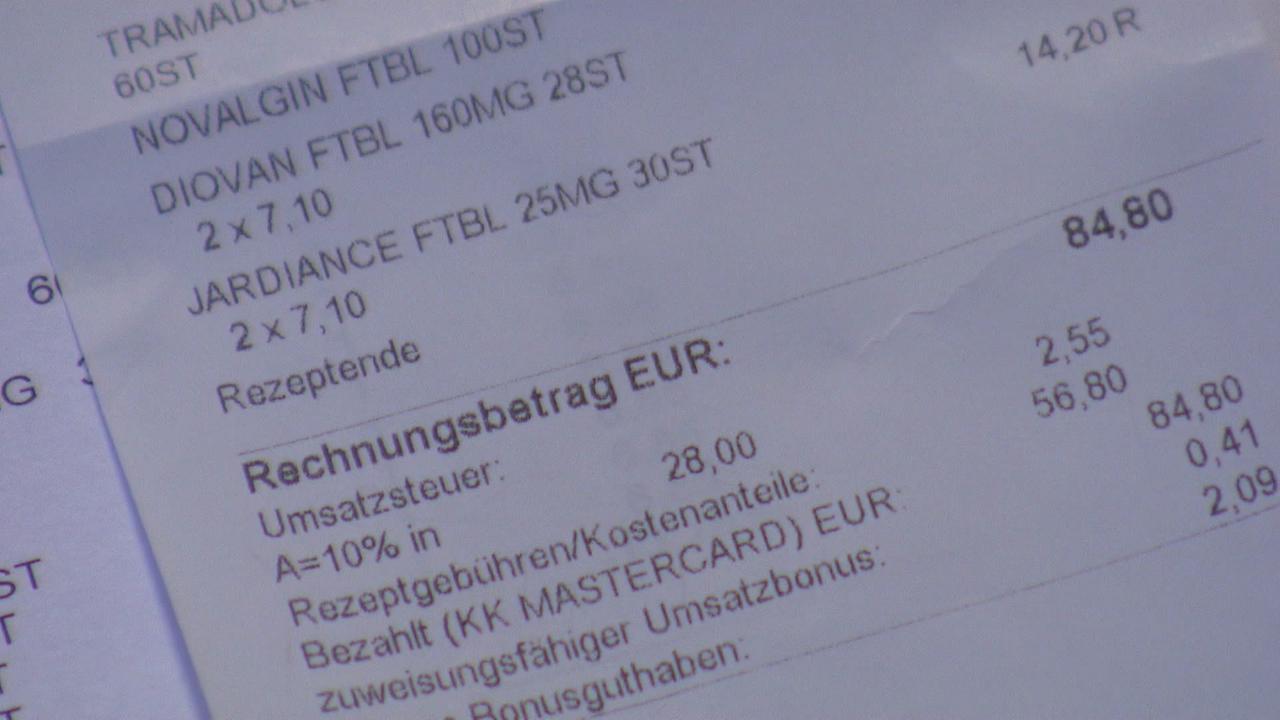 TRAMADOL
60ST
NOVALGIN FTBL 100ST
DIOVAN FTBL 160MG 28ST
2 x 7,10 14,20 R
JARDIANCE FTBL 25MG 30ST
2 x 7,10
Rezeptende
Rechnungsbetrag EUR: 84,80
Umsatzsteuer:
A=10% in 28,00 2,55
Rezeptgebühren/Kostenanteile: 56,80
Bezahlt (KK MASTERCARD) EUR: 84,80
zuweisungsfähiger Umsatzbonus: 0,41
Bonusguthaben: 2,09